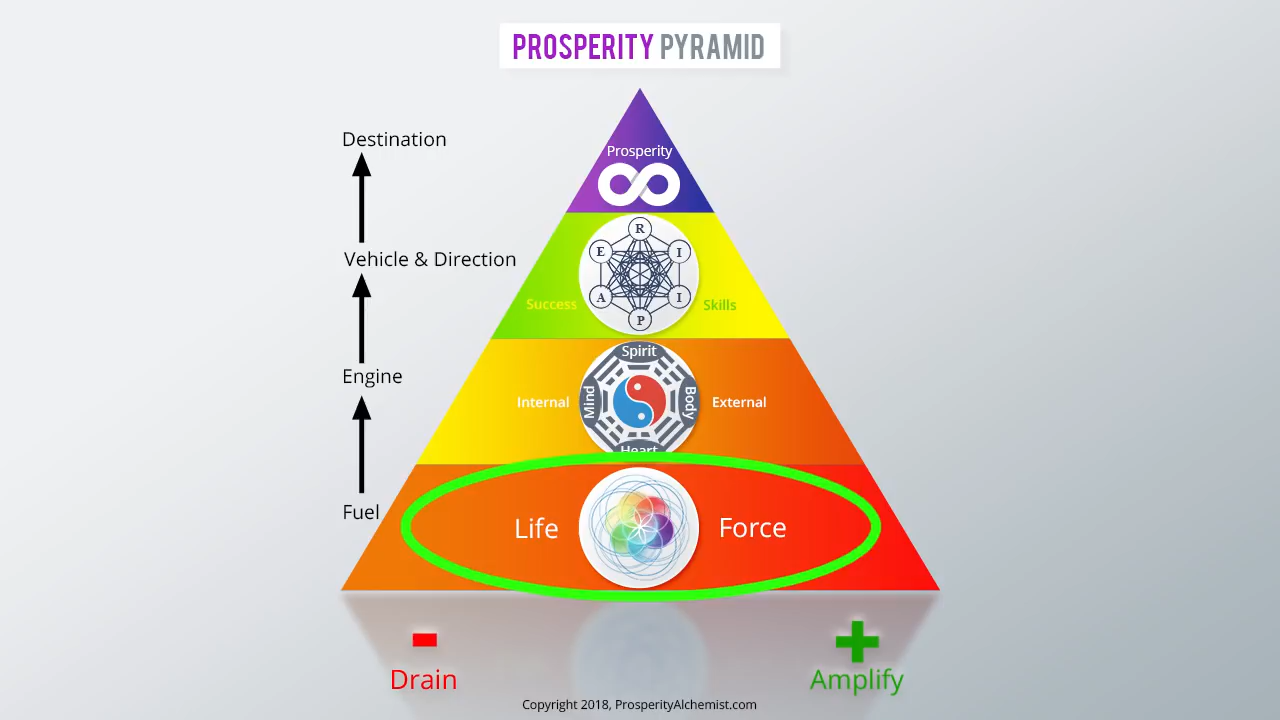 PROSPERITY PYRAMID
Destination
Prosperity
R
E I
Vehicle & Direction
A I
Success Skills
P
Spirit
Engine
Internal Mind Body External
Heart
Fuel
Life Force
Drain
Amplify
Copyright 2018, ProsperityAlchemist.com